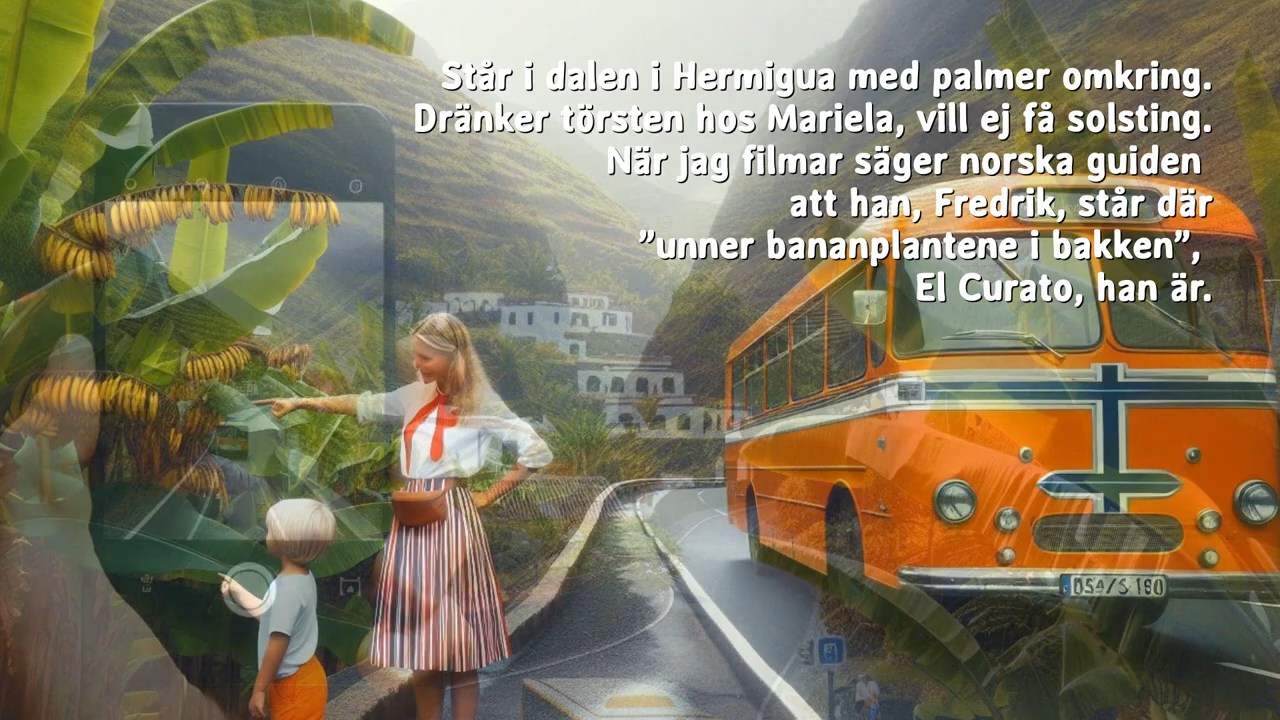 Står i dalen i Hermigua med palmer omkring.
Dränker törsten hos Mariela, vill ej få solsting.
När jag filmar säger norska guiden
att han, Fredrik, står där
”unner bananplantene i bakken”,
El Curato, han är.